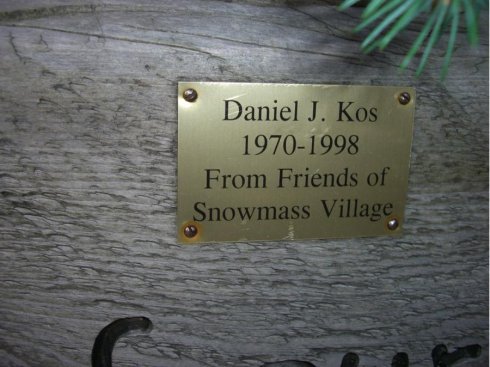 Daniel J. Kos
1970-1998
From Friends of
Snowmass Village